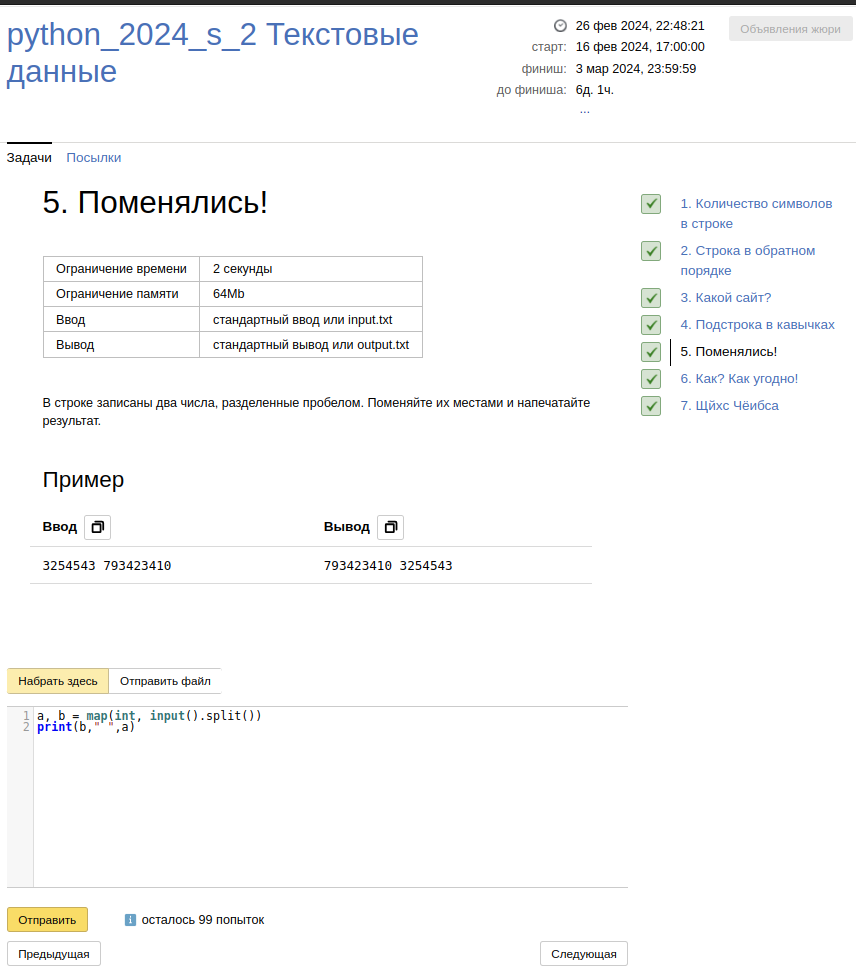 python_2024_s_2 Текстовые
данные
26 фев 2024, 22:48:21
старт: 16 фев 2024, 17:00:00
финиш: 3 мар 2024, 23:59:59
до финиша: 6д. 1ч.
...
Объявления жюри
Задачи Посылки
5. Поменялись!
Ограничение времени 2 секунды
Ограничение памяти 64Mb
Ввод стандартный ввод или input.txt
Вывод стандартный вывод или output.txt
В строке записаны два числа, разделенные пробелом. Поменяйте их местами и напечатайте
результат.
Пример
Ввод Вывод
3254543 793423410 793423410 3254543
1. Количество символов
в строке
2. Строка в обратном
порядке
3. Какой сайт?
4. Подстрока в кавычках
5. Поменялись!
6. Как? Как угодно!
7. Щйхс Чёибса
Набрать здесь Отправить файл
1 a, b = map(int, input().split())
2 print(b," ",a)
Отправить i осталось 99 попыток
Предыдущая Следующая